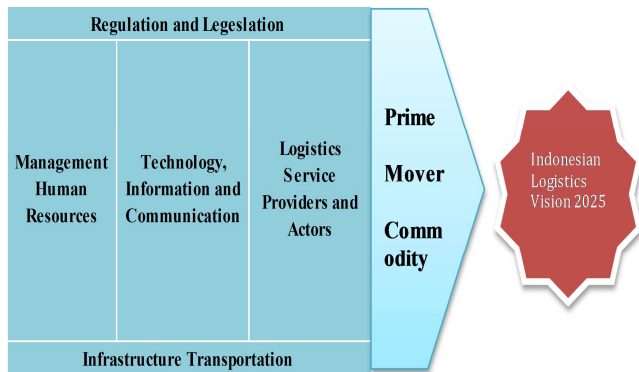 Regulation and Legeslation
Management
Human
Resources
Technology,
Information and
Communication
Logistics
Service
Providers and
Actors
Prime
Mover
Comm
odity
Indonesian
Logistics
Vision 2025
Infrastructure Transportation